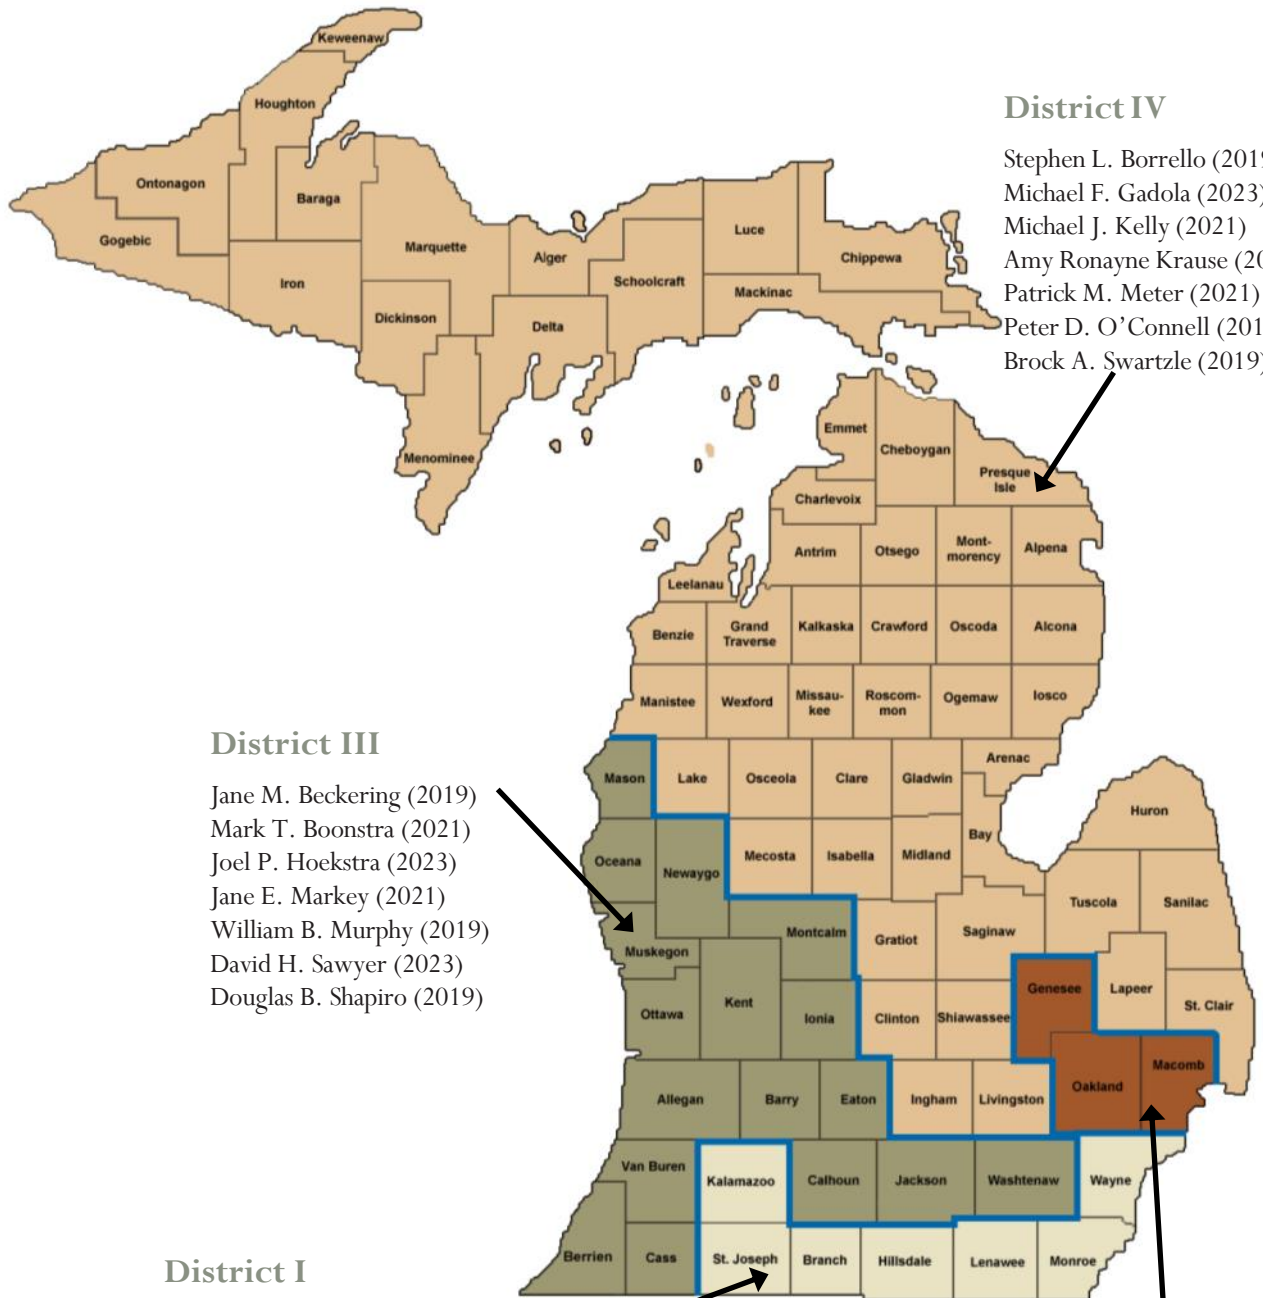 Keweenaw
Houghton
Ontonagon
Baraga
Gogebic
Marquette
Iron
Alger
Luce
Chippewa
Schoolcraft
Mackinac
Dickinson
Delta
Menominee
District IV
Stephen L. Borrello (2019
Michael F. Gadola (2023)
Michael J. Kelly (2021)
Amy Ronayne Krause (20
Patrick M. Meter (2021)
Peter D. O’Connell (201
Brock A. Swartzle (2019)
Emmet
Cheboygan
Presque
Isle
Charlevoix
Antrim
Otsego
Mont-
morency
Alpena
Leelanau
Benzie
Grand
Traverse
Kalkaska
Crawford
Oscoda
Alcona
Manistee
Wexford
Missau-
kee
Roscom-
mon
Ogemaw
Iosco
District III
Jane M. Beckering (2019)
Mark T. Boonstra (2021)
Joel P. Hoekstra (2023)
Jane E. Markey (2021)
William B. Murphy (2019)
David H. Sawyer (2023)
Douglas B. Shapiro (2019)
Mason
Lake
Osceola
Clare
Gladwin
Arenac
Huron
Oceana
Newaygo
Mecosta
Isabella
Midland
Bay
Tuscola
Sanilac
Muskegon
Montcalm
Gratiot
Saginaw
Ottawa
Kent
Ionia
Clinton
Shiawassee
Genesee
Lapeer
St. Clair
Allegan
Barry
Eaton
Ingham
Livingston
Oakland
Macomb
Van Buren
Kalamazoo
Calhoun
Jackson
Washtenaw
Wayne
Berrien
Cass
St. Joseph
Branch
Hillsdale
Lenawee
Monroe
District I